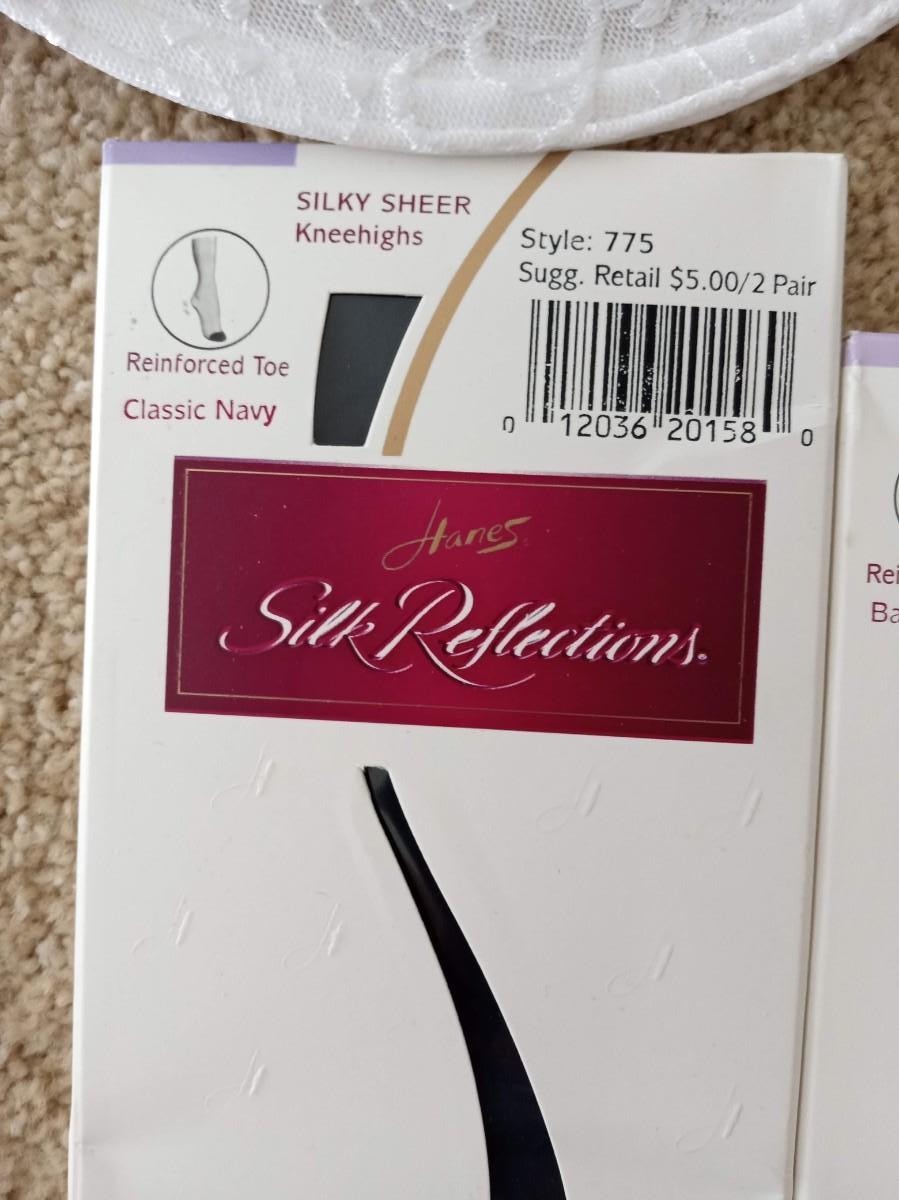 SILKY SHEER
Kneehighs
Reinforced Toe
Classic Navy
Style: 775
Sugg. Retail $5.00/2 Pair
0 12036 20158 0
Hanes
Silk Reflections.
Rei
Ba